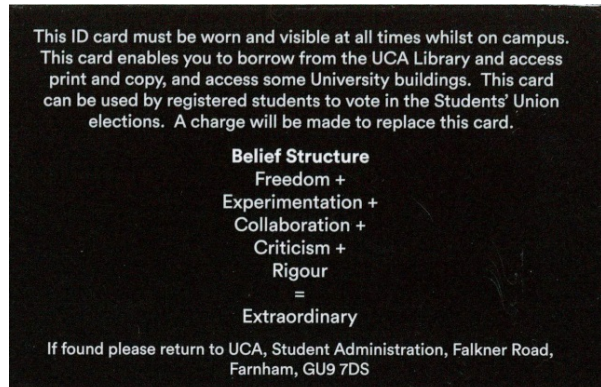 This ID card must be worn and visible at all times whilst on campus.
This card enables you to borrow from the UCA Library and access
print and copy, and access some University buildings.  This card
can be used by registered students to vote in the Students' Union
elections.  A charge will be made to replace this card.
Belief Structure
Freedom +
Experimentation +
Collaboration +
Criticism +
Rigour
=
Extraordinary
If found please return to UCA, Student Administration, Falkner Road,
Farnham, GU9 7DS